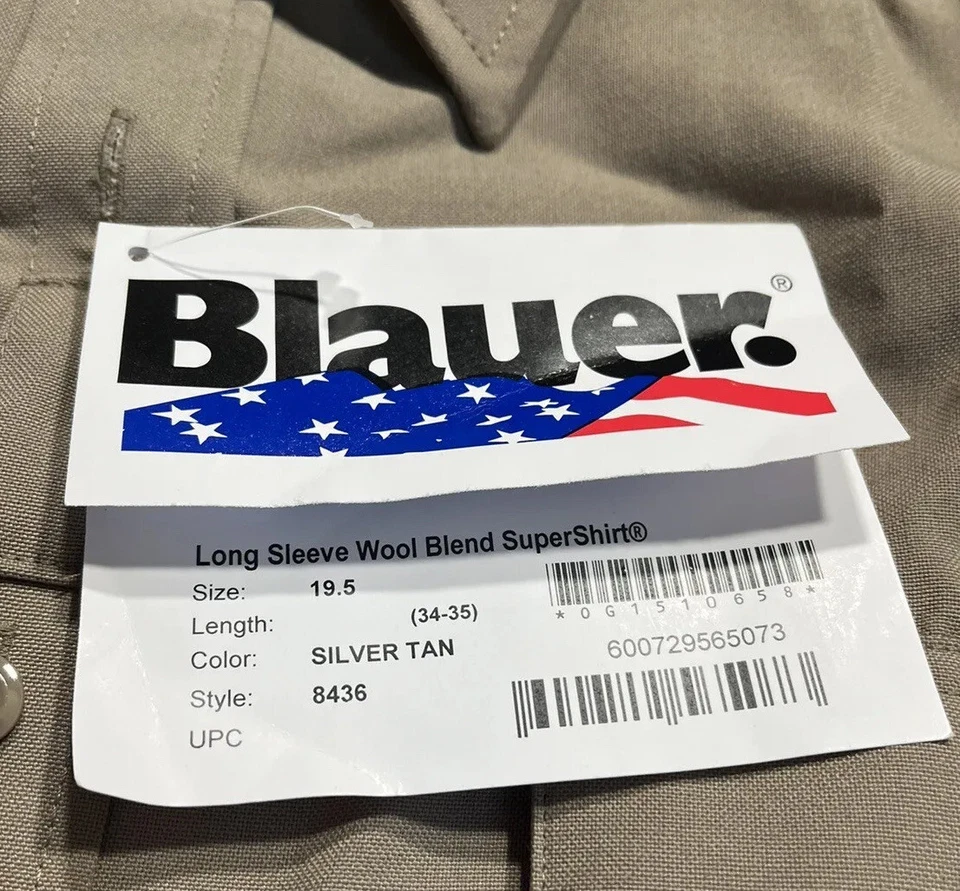 Blauer.®
Long Sleeve Wool Blend SuperShirt®
Size: 19.5
Length: (34-35)
Color: SILVER TAN
Style: 8436
UPC
*0G1510658*
600729565073